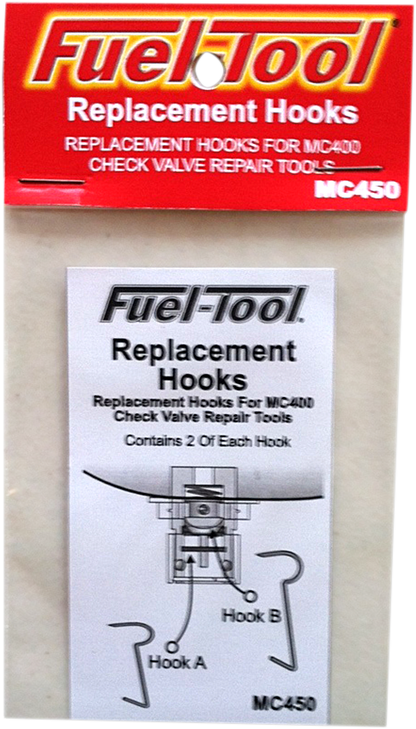 Fuel-Tool®
Replacement Hooks
REPLACEMENT HOOKS FOR MC400
CHECK VALVE REPAIR TOOLS
MC450
Fuel-Tool.
Replacement
Hooks
Replacement Hooks For MC400
Check Valve Repair Tools
Contains 2 Of Each Hook
Hook B
Hook A
MC450